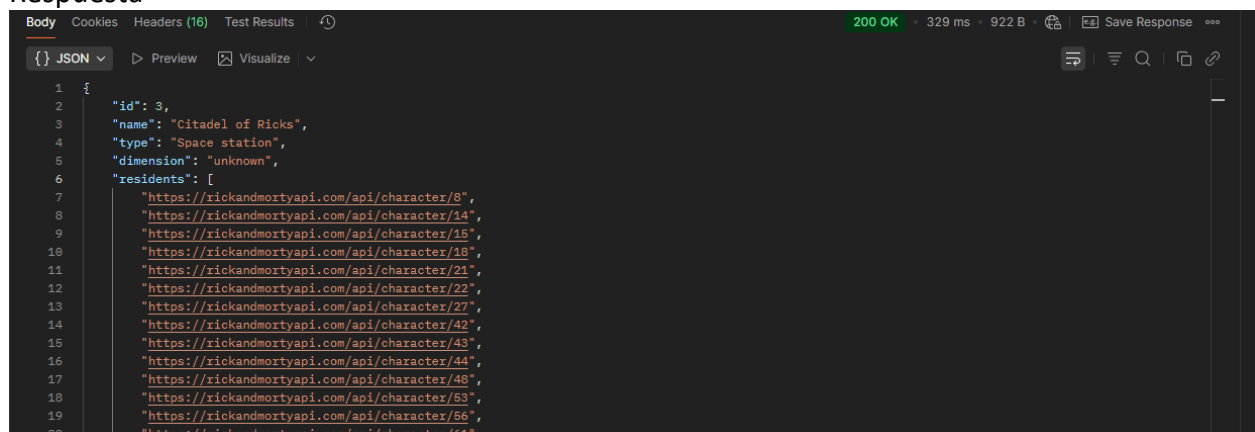 Respuesta
Body Cookies Headers (16) Test Results 200 OK • 329 ms • 922 B • Save Response
{} JSON Preview Visualize
1 {
2 "id": 3,
3 "name": "Citadel of Ricks",
4 "type": "Space station",
5 "dimension": "unknown",
6 "residents": [
7 "https://rickandmortyapi.com/api/character/8",
8 "https://rickandmortyapi.com/api/character/14",
9 "https://rickandmortyapi.com/api/character/15",
10 "https://rickandmortyapi.com/api/character/18",
11 "https://rickandmortyapi.com/api/character/21",
12 "https://rickandmortyapi.com/api/character/22",
13 "https://rickandmortyapi.com/api/character/27",
14 "https://rickandmortyapi.com/api/character/42",
15 "https://rickandmortyapi.com/api/character/43",
16 "https://rickandmortyapi.com/api/character/44",
17 "https://rickandmortyapi.com/api/character/48",
18 "https://rickandmortyapi.com/api/character/53",
19 "https://rickandmortyapi.com/api/character/56",